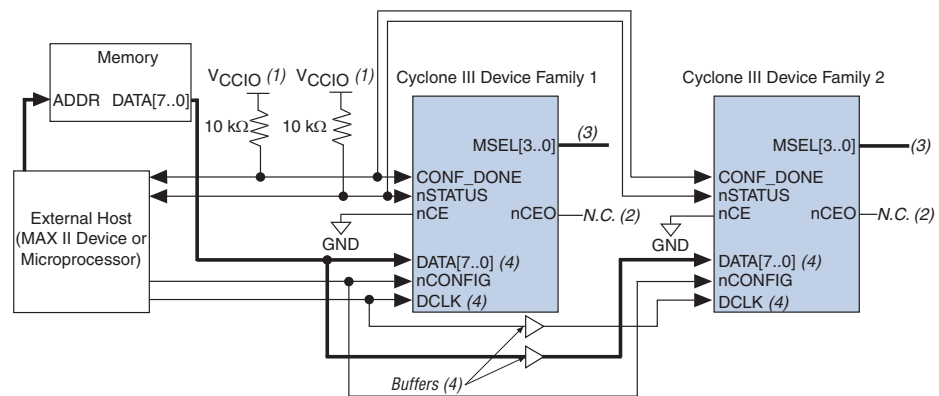 Memory
ADDR DATA[7..0]
VCCIO (1)
VCCIO (1)
10 kΩ
10 kΩ
Cyclone III Device Family 1
Cyclone III Device Family 2
MSEL[3..0]
(3)
CONF_DONE
nSTATUS
nCE
nCEO
N.C. (2)
GND
DATA[7..0] (4)
nCONFIG
DCLK (4)
MSEL[3..0]
(3)
CONF_DONE
nSTATUS
nCE
nCEO
N.C. (2)
GND
DATA[7..0] (4)
nCONFIG
DCLK (4)
External Host
(MAX II Device or
Microprocessor)
Buffers (4)